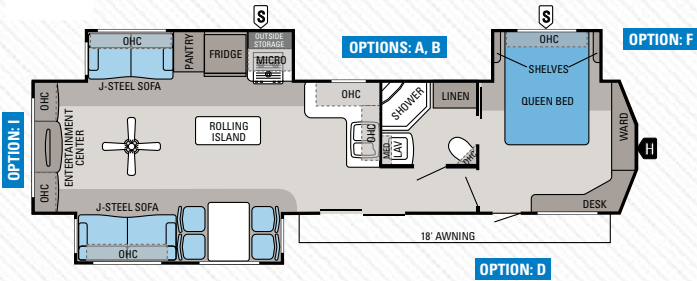 S
S
OHC
J-STEEL SOFA
PANTRY
FRIDGE
OUTSIDE
STORAGE
MICRO
OPTIONS: A, B
OHC
SHELVES
QUEEN BED
OPTION: F
OPTION: I
OHC
ENTERTAINMENT
CENTER
OHC
ROLLING
ISLAND
OHC
OHC
SHOWER
LINEN
MED
LAV
OHC
WARD
H
DESK
J-STEEL SOFA
OHC
18' AWNING
OPTION: D